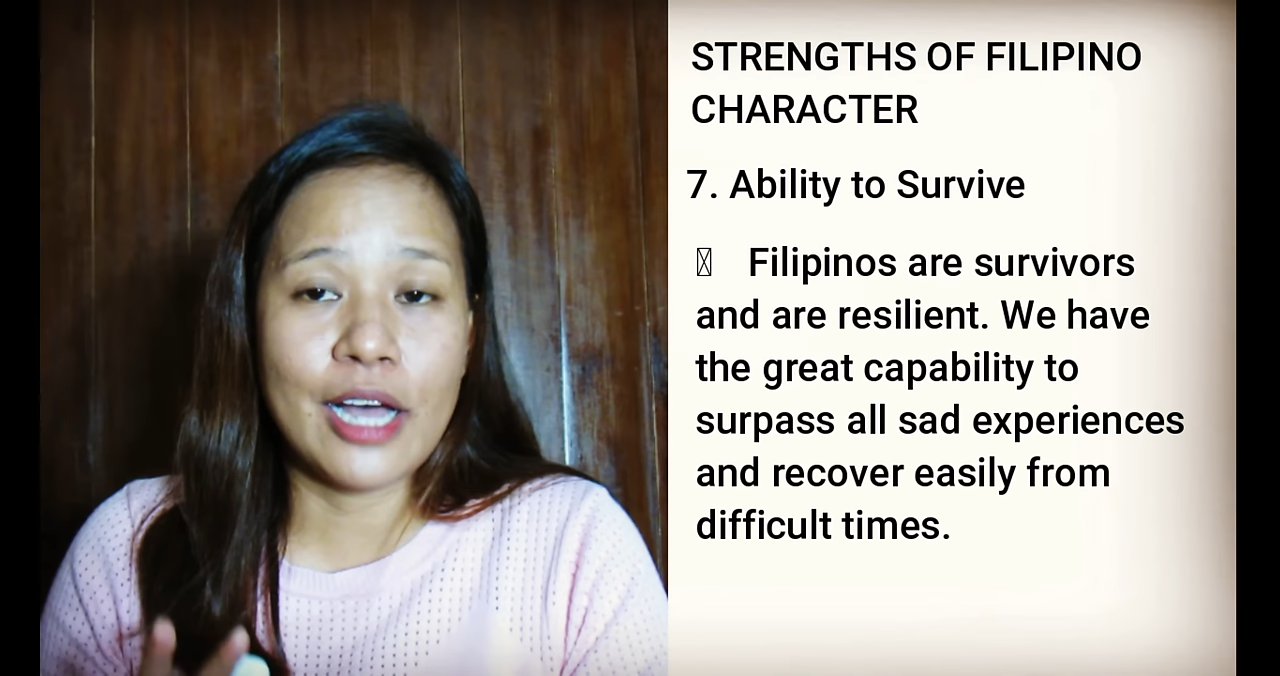 STRENGTHS OF FILIPINO
CHARACTER
7. Ability to Survive
Filipinos are survivors
and are resilient. We have
the great capability to
surpass all sad experiences
and recover easily from
difficult times.